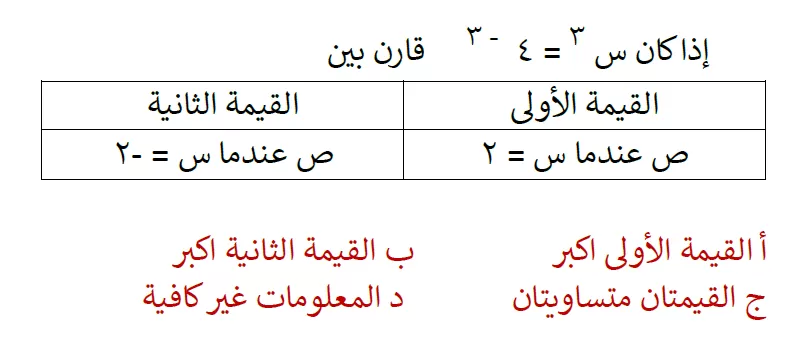 إذا كان س ٣ = ٤ - ٣ قارن بين
القيمة الأولى القيمة الثانية
ص عندما س = ٢ ص عندما س = -٢
أ القيمة الأولى اكبر ب القيمة الثانية اكبر
ج القيمتان متساويتان د المعلومات غير كافية